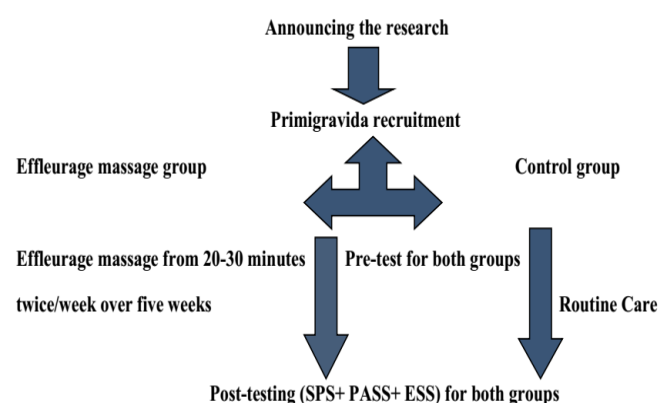 Announcing the research
Primigravida recruitment
Effleurage massage group
Control group
Effleurage massage from 20-30 minutes
Pre-test for both groups
twice/week over five weeks
Routine Care
Post-testing (SPS+ PASS+ ESS) for both groups